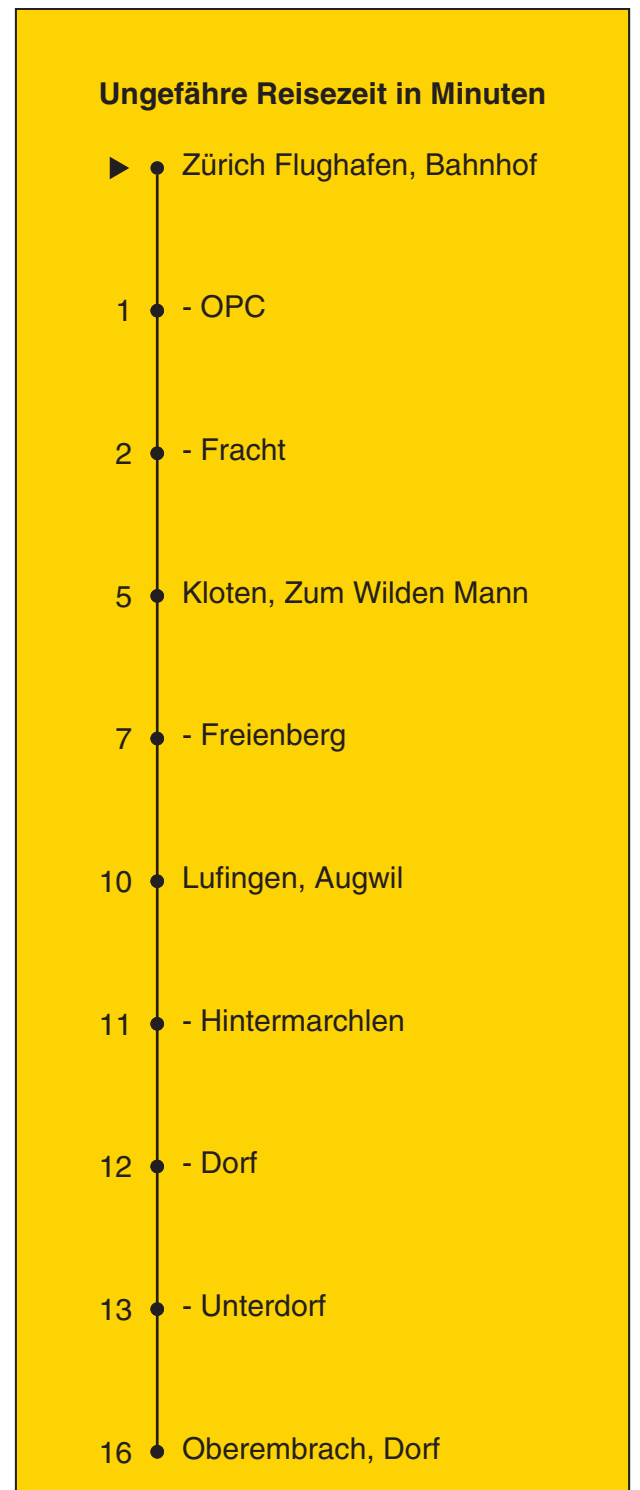 Ungefähre Reisezeit in Minuten
Zürich Flughafen, Bahnhof
1 - OPC
2 - Fracht
5 Kloten, Zum Wilden Mann
7 - Freienberg
10 Lufingen, Augwil
11 - Hintermarchlen
12 - Dorf
13 - Unterdorf
16 Oberembrach, Dorf